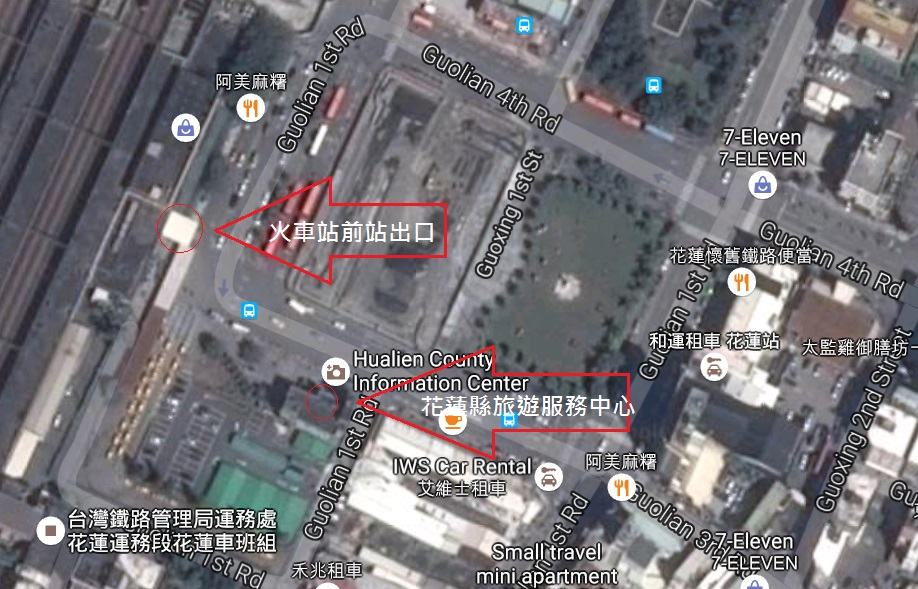 Guolian 1st Rd
Guolian 4th Rd
阿美麻糬
7-Eleven
7-ELEVEN
Guoxing 1st St
火車站前站出口
Guolian 4th Rd
花蓮懷舊鐵路便當
Guolian 1st Rd
和運租車 花蓮站
太監雞御膳坊
Hualien County
Information Center
花蓮縣旅遊服務中心
Guoxing 2nd Street
IWS Car Rental
艾維士租車
阿美麻糬
Guolian 1st Rd
Guolian 3rd
台灣鐵路管理局運務處
花蓮運務段花蓮車班組
1st Rd
7-Eleven
7-ELEVEN
Small travel
mini apartment
1st Rd
禾兆租車